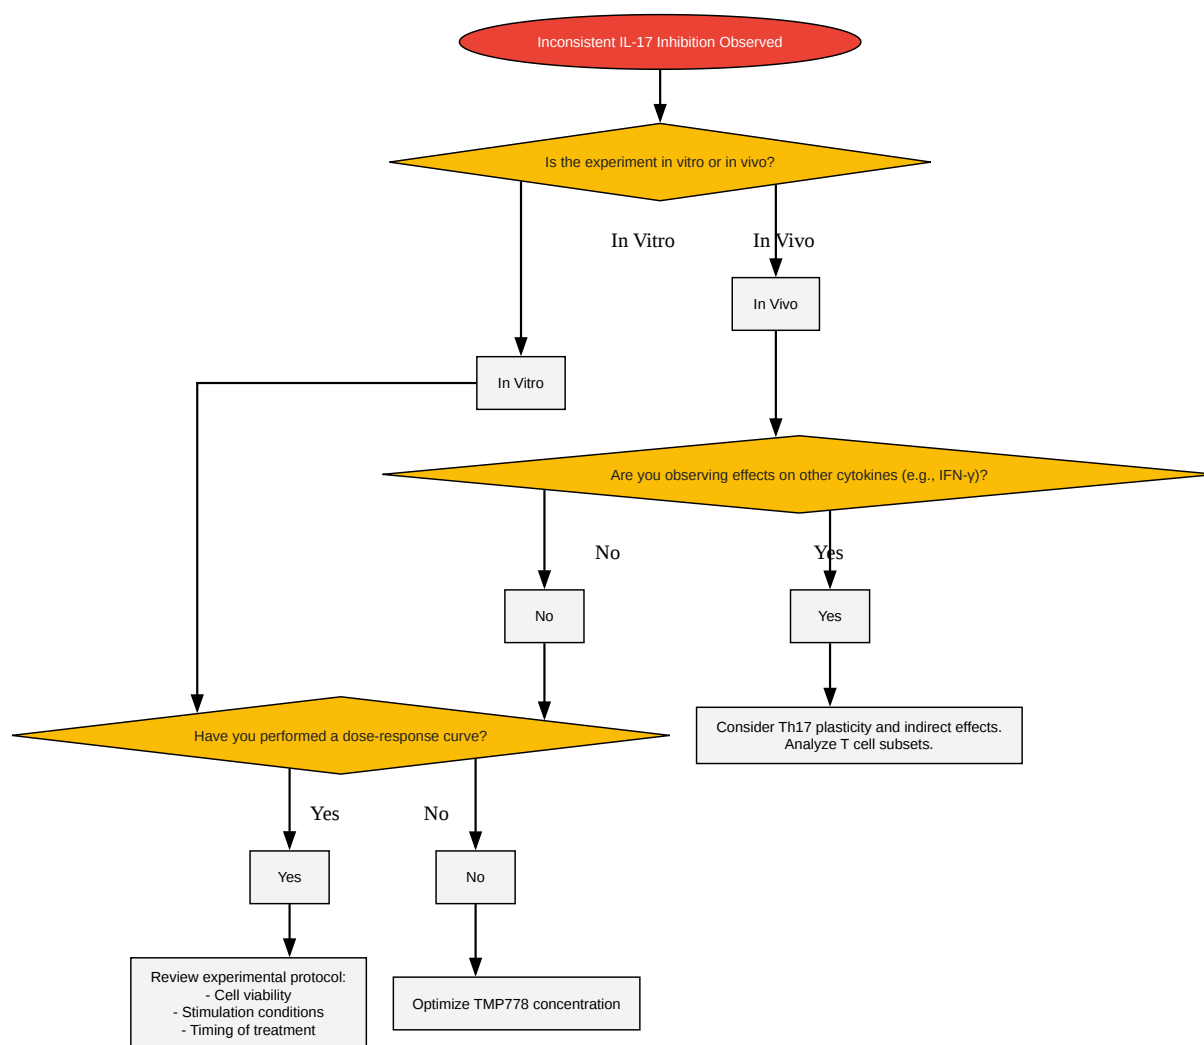 Inconsistent IL-17 Inhibition Observed
Is the experiment in vitro or in vivo?
In Vitro
In Vivo
In Vivo
In Vitro
Are you observing effects on other cytokines (e.g., IFN-γ)?
No
Yes
No
Yes
Consider Th17 plasticity and indirect effects.
Analyze T cell subsets.
Have you performed a dose-response curve?
Yes
No
Yes
No
Review experimental protocol:
- Cell viability
- Stimulation conditions
- Timing of treatment
Optimize TMP778 concentration